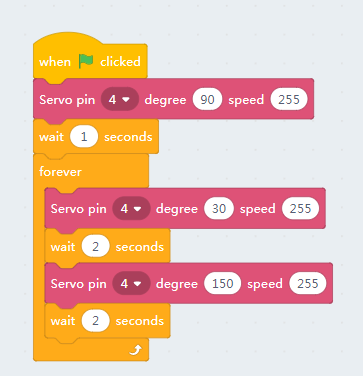 when clicked
Servo pin 4 degree 90 speed 255
wait 1 seconds
forever
Servo pin 4 degree 30 speed 255
wait 2 seconds
Servo pin 4 degree 150 speed 255
wait 2 seconds